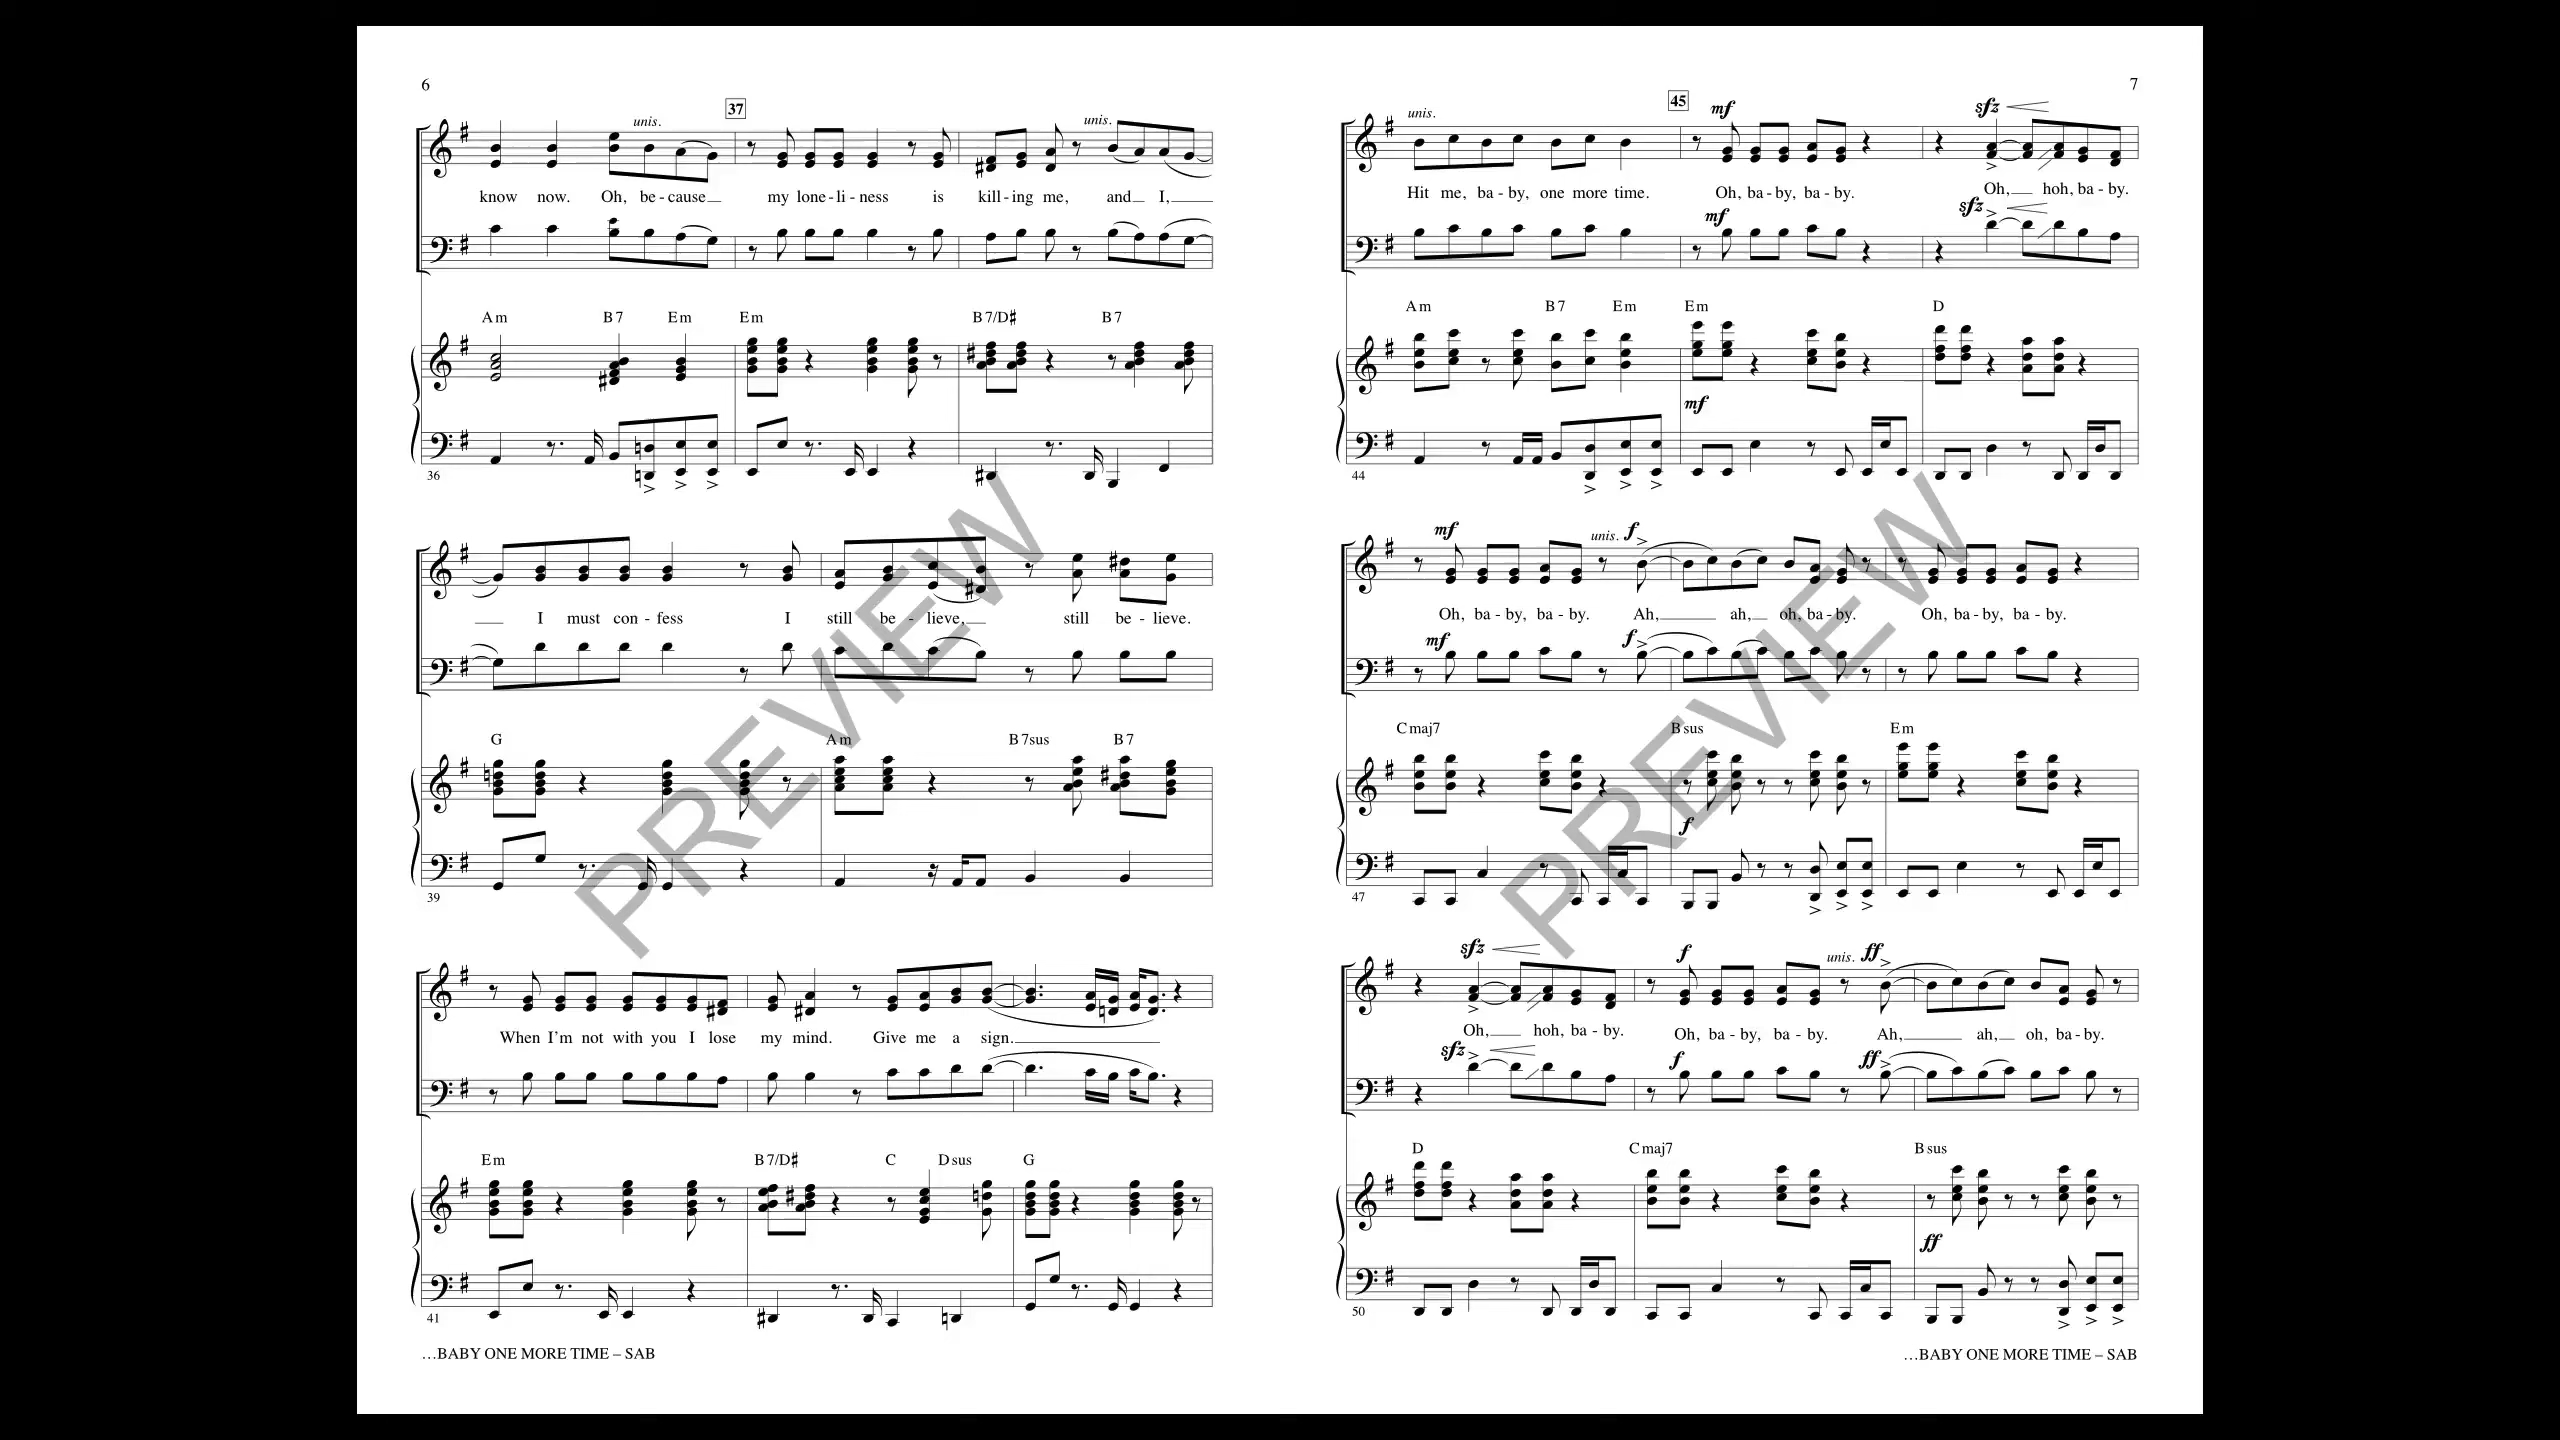 6
37
unis.
unis.
know now. Oh, be - cause my lone - li - ness is kill - ing me, and I,
Am B7 Em Em B7/D♯ B7
36
I must con - fess I still be - lieve, still be - lieve.
G Am B7sus B7
39
When I'm not with you I lose my mind. Give me a sign.
Em B7/D♯ C Dsus G
41
…BABY ONE MORE TIME – SAB
7
unis.
45
mf
sfz
Hit me, ba - by, one more time. Oh, ba - by, ba - by. Oh, hoh, ba - by.
mf
sfz
Am B7 Em Em D
mf
44
mf
unis. f
Oh, ba - by, ba - by. Ah, ah, oh, ba - by. Oh, ba - by, ba - by.
mf
f
Cmaj7 Bsus Em
f
47
sfz
f
unis. ff
Oh, hoh, ba - by. Oh, ba - by, ba - by. Ah, ah, oh, ba - by.
sfz
f
ff
D Cmaj7 Bsus
ff
50
…BABY ONE MORE TIME – SAB
PREVIEW
PREVIEW